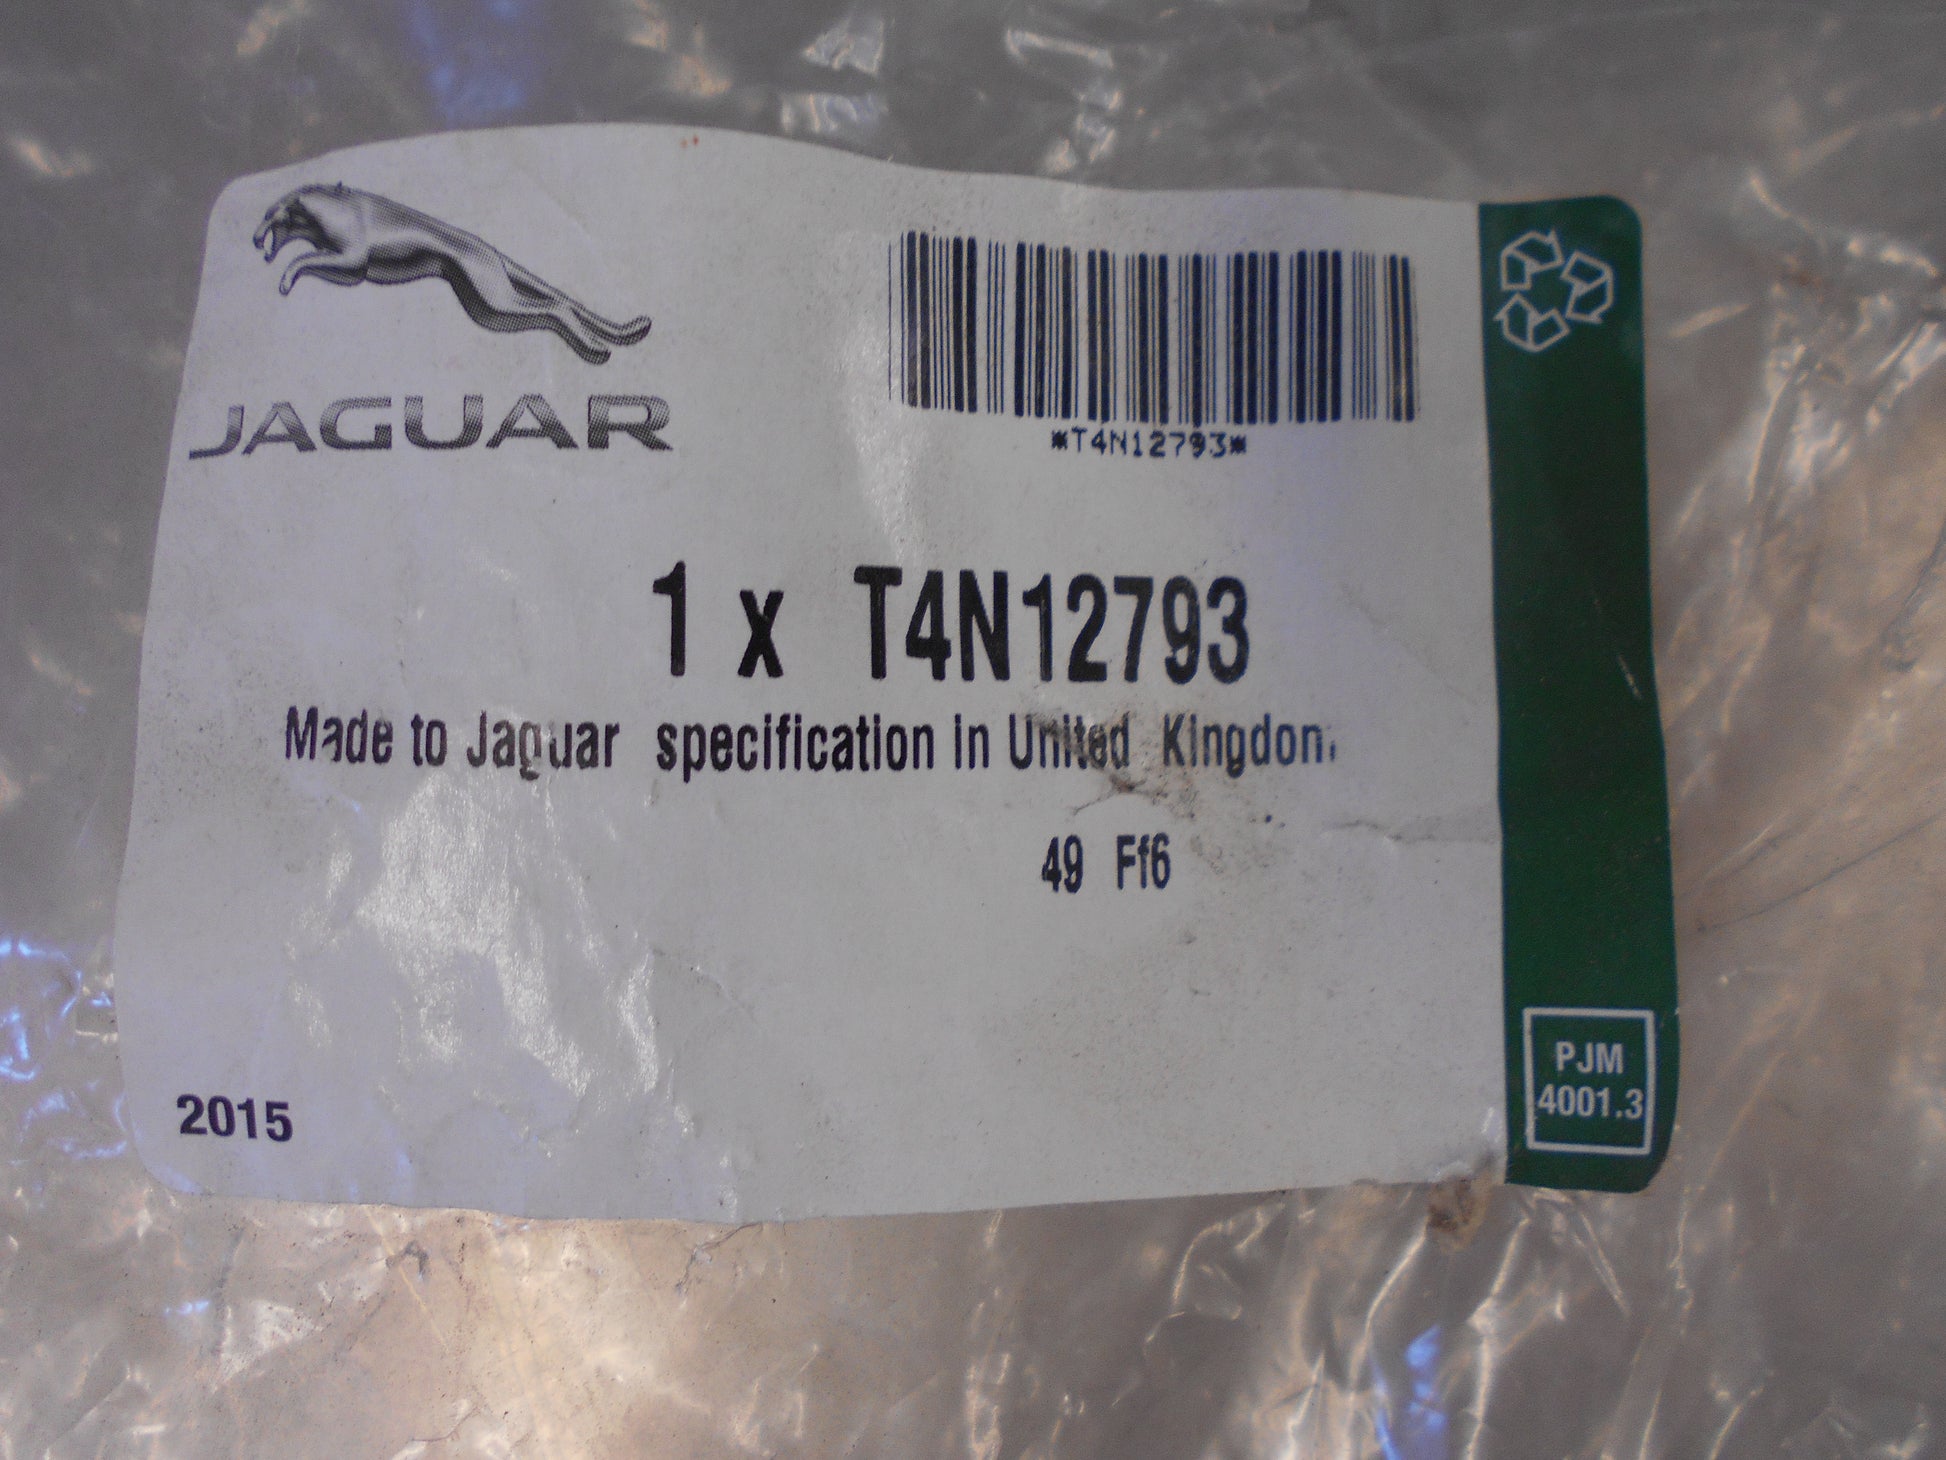 JAGUAR
*T4N12793*
1 x T4N12793
Made to Jaguar specification in United Kingdom
49 Ff6
2015
PJM
4001.3